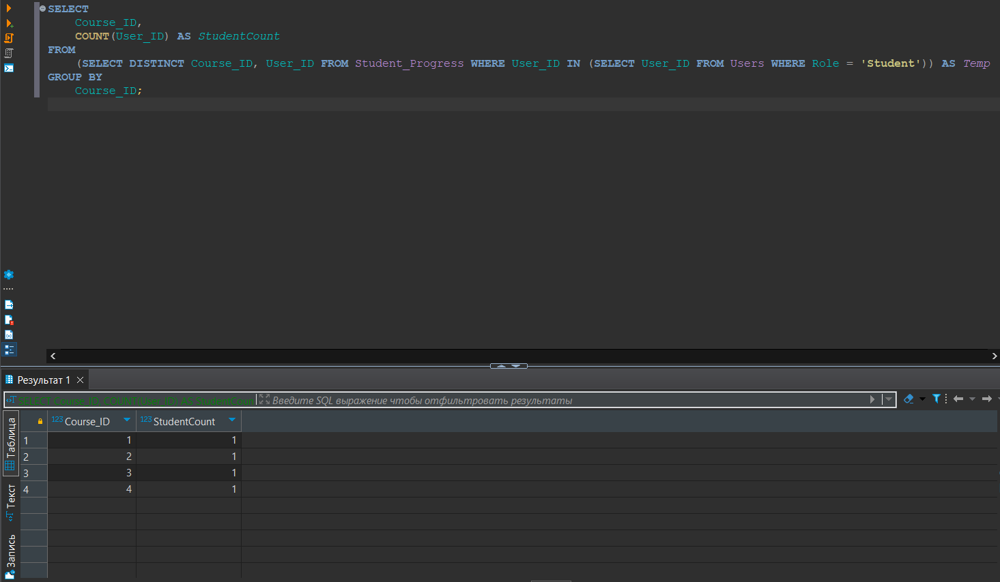 SELECT
Course_ID,
COUNT(User_ID) AS StudentCount
FROM
(SELECT DISTINCT Course_ID, User_ID FROM Student_Progress WHERE User_ID IN (SELECT User_ID FROM Users WHERE Role = 'Student')) AS Temp
GROUP BY
Course_ID;
Результат 1
SELECT Course_ID, COUNT(User_ID) AS StudentCoun
Введите SQL выражение чтобы отфильтровать результаты
Таблица
Текст
Запись
123 Course_ID 123 StudentCount
1 1 1
2 2 1
3 3 1
4 4 1